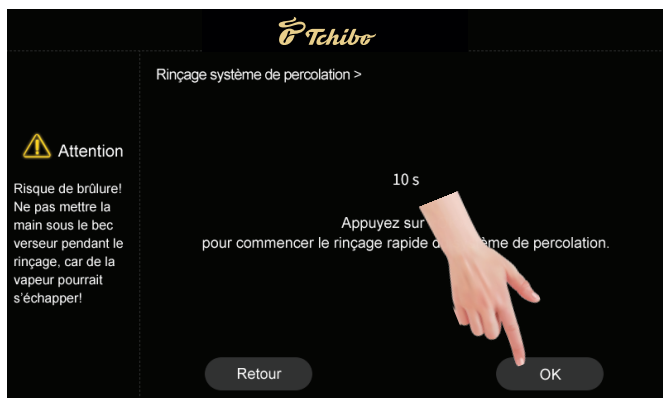 Tchibo
Rinçage système de percolation >
Attention
Risque de brûlure!
Ne pas mettre la
main sous le bec
verseur pendant le
rinçage, car de la
vapeur pourrait
s'échapper!
10 s
Appuyez sur
pour commencer le rinçage rapide de percolation.
Retour
OK